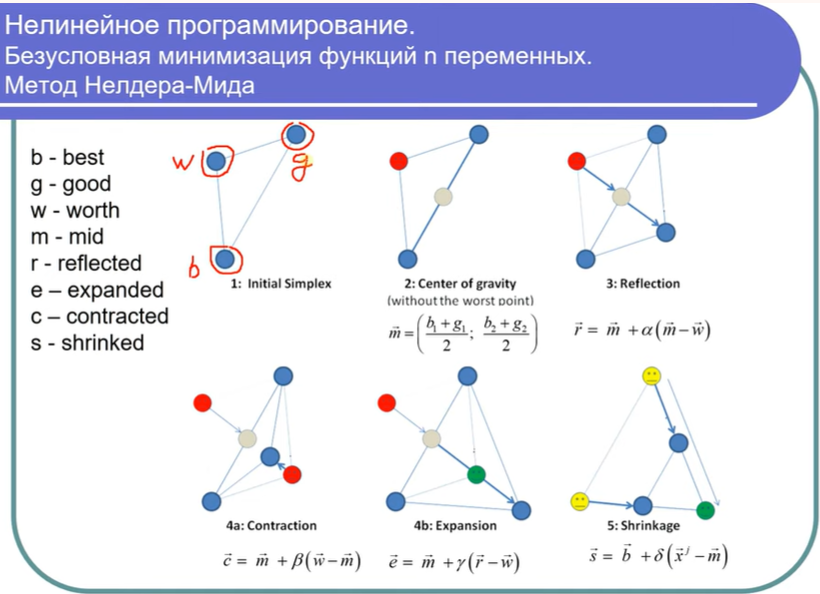 Нелинейное программирование.
Безусловная минимизация функций n переменных.
Метод Нелдера-Мида
b - best
g - good
w - worth
m - mid
r - reflected
e – expanded
c – contracted
s - shrinked
w
g
b
1: Initial Simplex
2: Center of gravity
(without the worst point)
m⃗ = ( (b₁ + g₁)/2 ; (b₂ + g₂)/2 )
3: Reflection
r⃗ = m⃗ + α(m⃗ − w⃗)
4a: Contraction
c⃗ = m⃗ + β(w⃗ − m⃗)
4b: Expansion
e⃗ = m⃗ + γ(r⃗ − w⃗)
5: Shrinkage
s⃗ = b⃗ + δ(x⃗ʲ − m⃗)